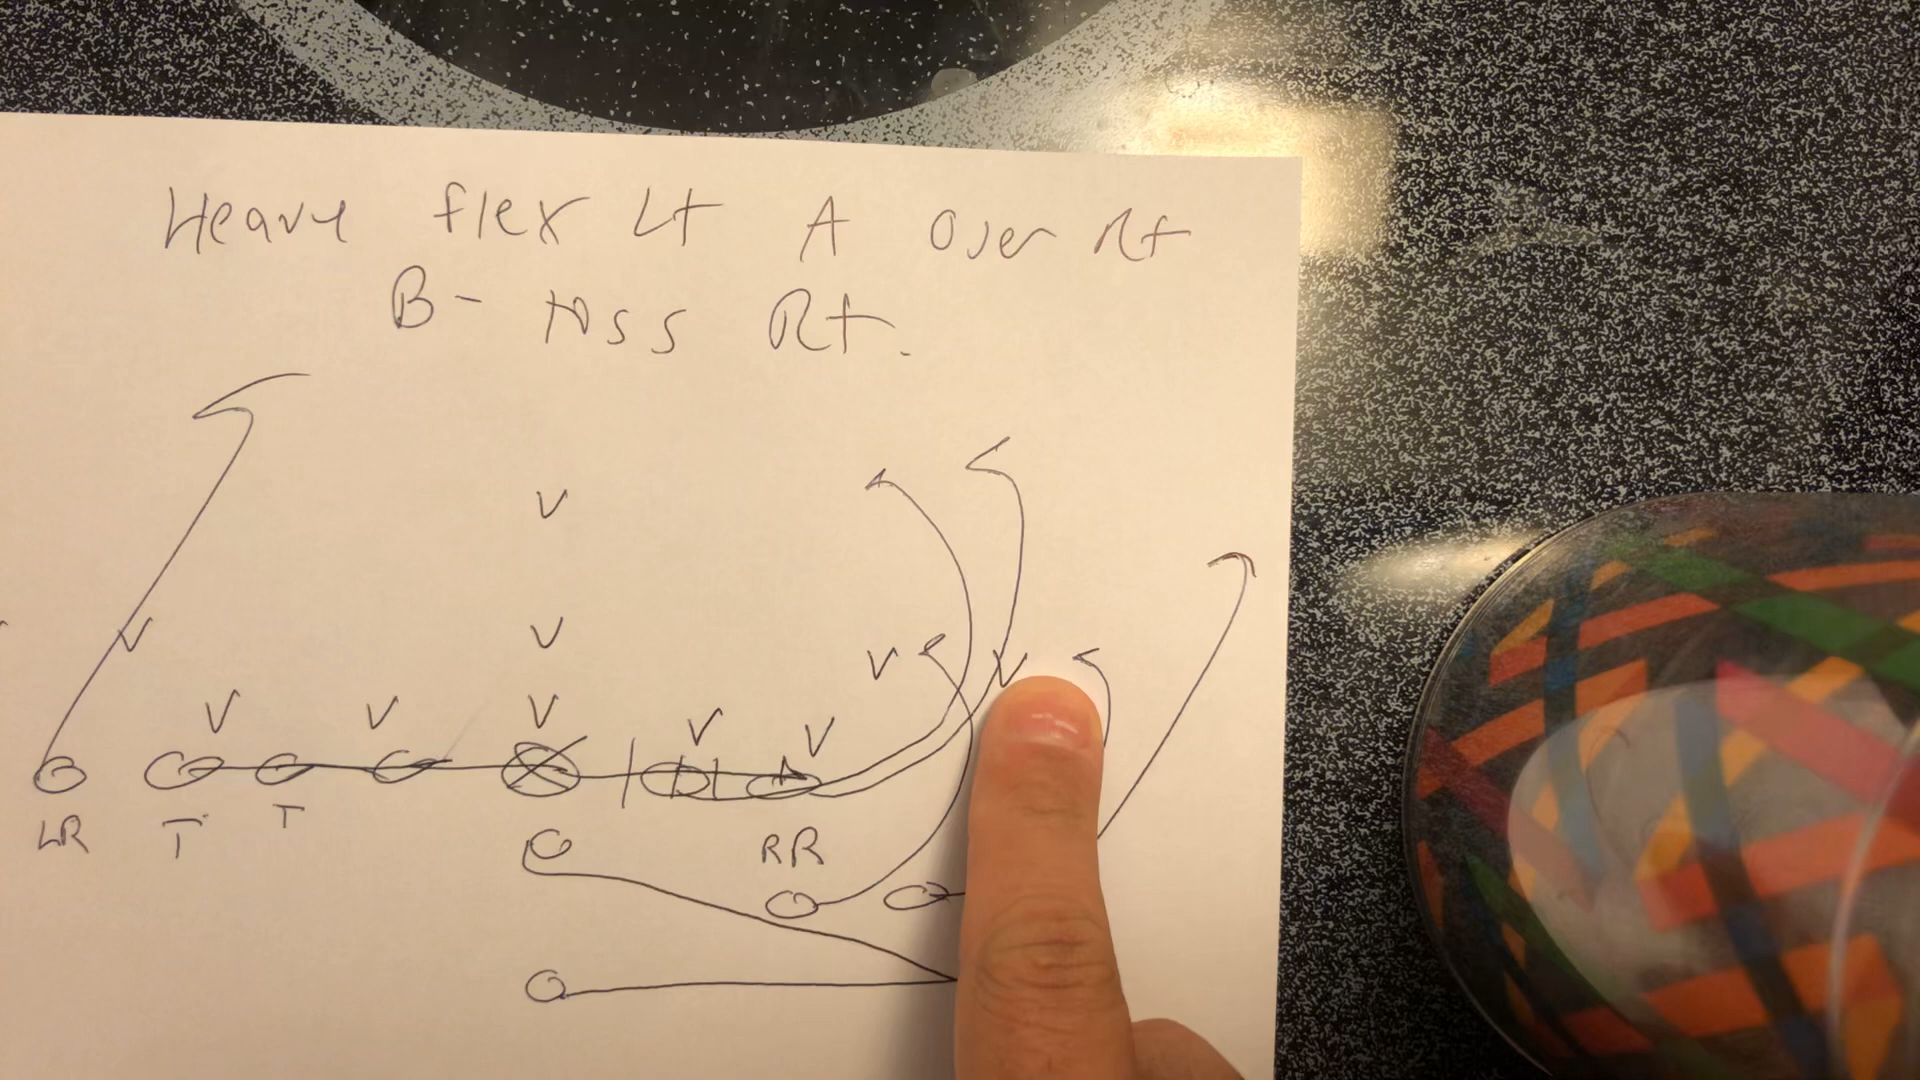 Heavy flex Lt A Over Rt
B- toss Rt.
V
V
V V V
V V V V V
LR T T RR